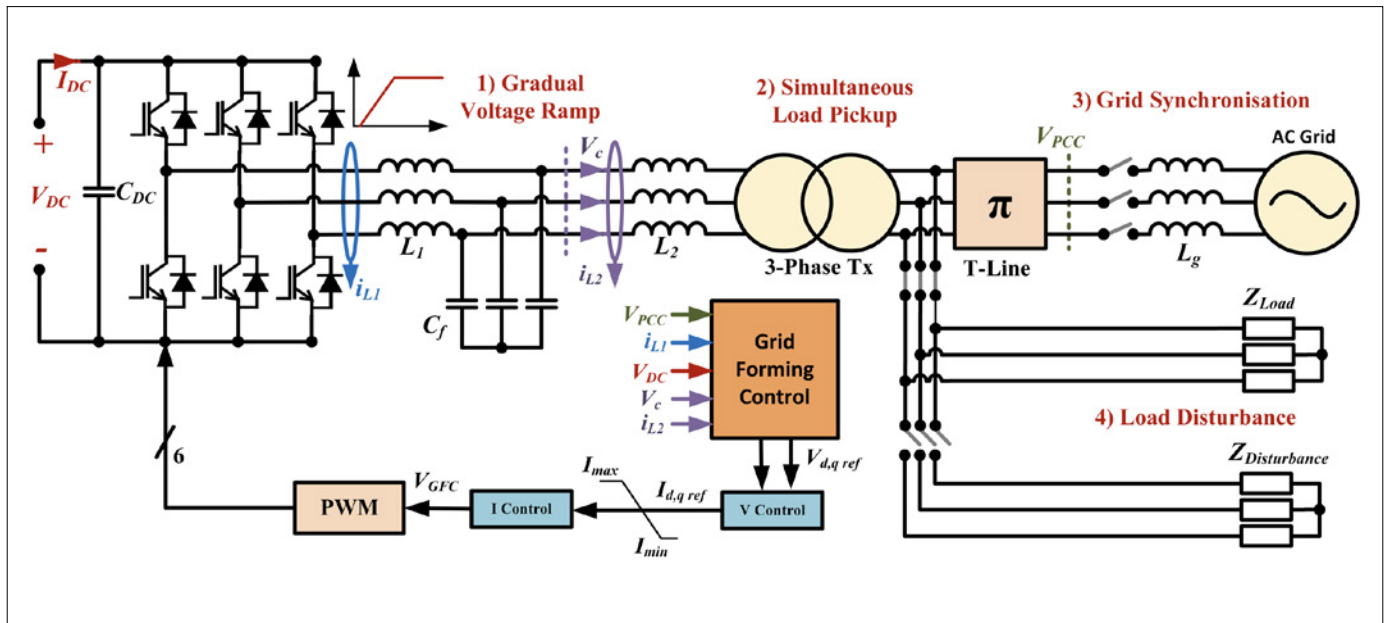 I_DC
+
V_DC
-
C_DC
1) Gradual
Voltage Ramp
i_L1
L_1
C_f
V_c
i_L2
L_2
2) Simultaneous
Load Pickup
3-Phase Tx
π
T-Line
3) Grid Synchronisation
V_PCC
AC Grid
L_g
Z_Load
4) Load Disturbance
Z_Disturbance
V_PCC
i_L1
V_DC
V_c
i_L2
Grid
Forming
Control
V_d,q ref
V Control
I_d,q ref
I_max
I_min
I Control
V_GFC
PWM
6